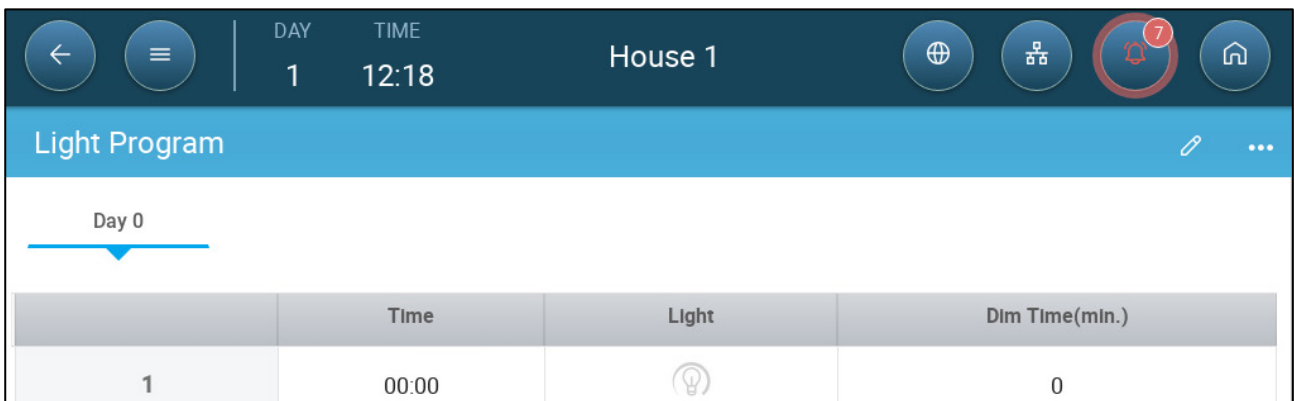 DAY TIME
1 12:18 House 1 7
Light Program
Day 0
Time Light Dim Time(min.)
1 00:00 0